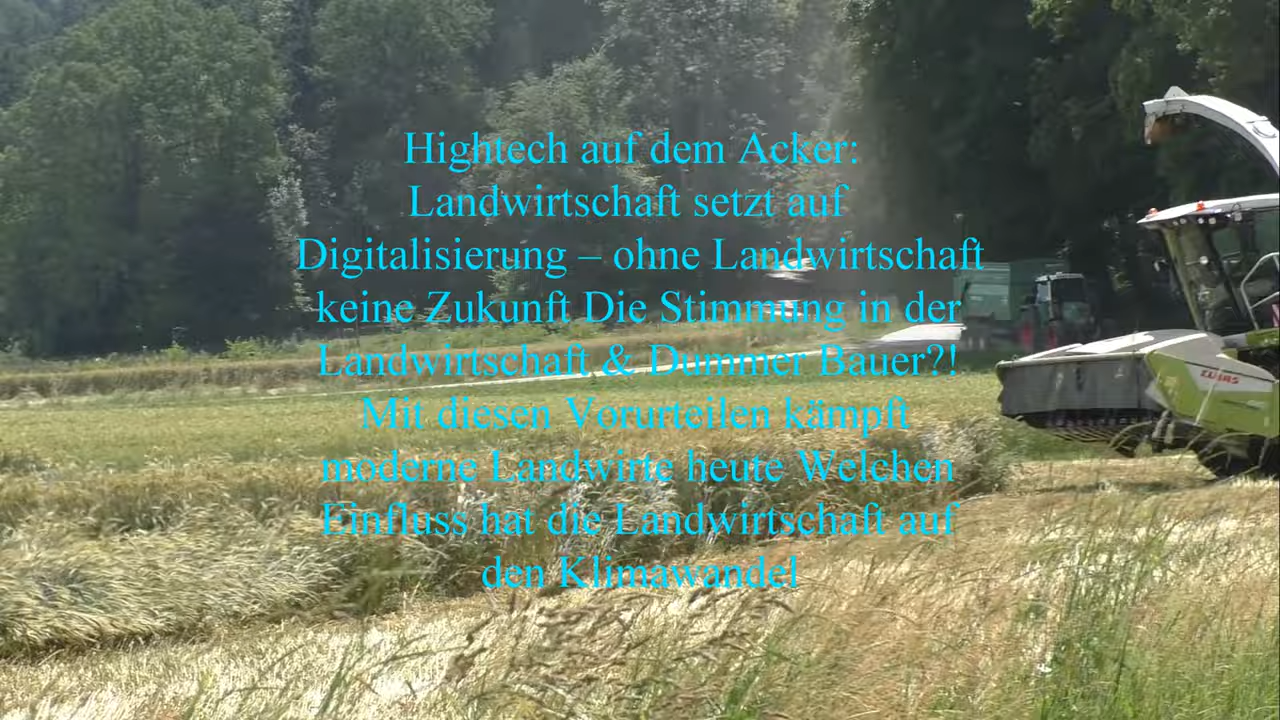 Hightech auf dem Acker:
Landwirtschaft setzt auf
Digitalisierung – ohne Landwirtschaft
keine Zukunft Die Stimmung in der
Landwirtschaft & Dummer Bauer?!
Mit diesen Vorurteilen kämpft
moderne Landwirte heute Welchen
Einfluss hat die Landwirtschaft auf
den Klimawandel
CLAAS